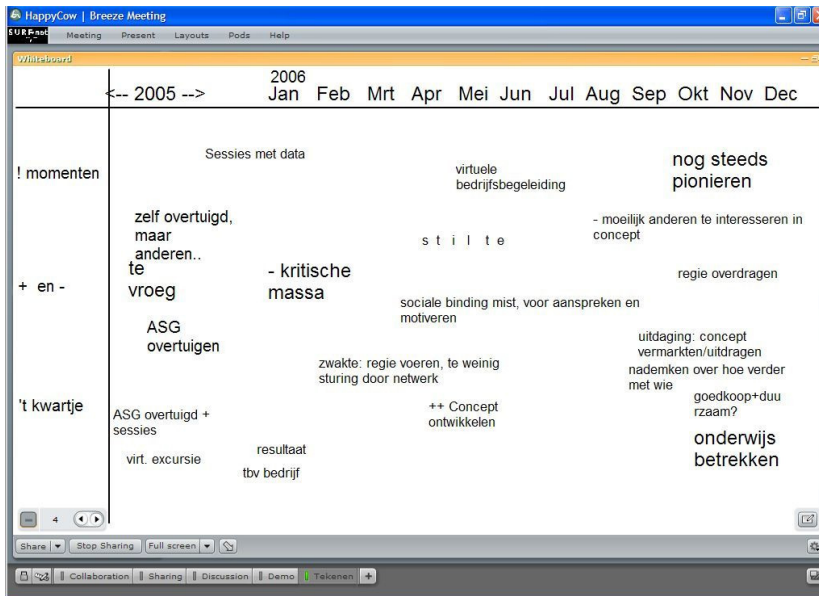 HappyCow | Breeze Meeting
SURFnet Meeting Present Layouts Pods Help
Whiteboard
2006
<-- 2005 --> Jan Feb Mrt Apr Mei Jun Jul Aug Sep Okt Nov Dec
! momenten
Sessies met data
virtuele
bedrijfsbegeleiding
nog steeds
pionieren
zelf overtuigd,
maar
anderen..
- moeilijk anderen te interesseren in
concept
s t i l t e
+ en -
te
vroeg
- kritische
massa
regie overdragen
sociale binding mist, voor aanspreken en
motiveren
ASG
overtuigen
uitdaging: concept
vermarkten/uitdragen
zwakte: regie voeren, te weinig
sturing door netwerk
nademken over hoe verder
met wie
't kwartje
goedkoop+duu
rzaam?
ASG overtuigd +
sessies
++ Concept
ontwikkelen
onderwijs
betrekken
resultaat
virt. excursie
tbv bedrijf
4
Share Stop Sharing Full screen
Collaboration Sharing Discussion Demo Tekenen +